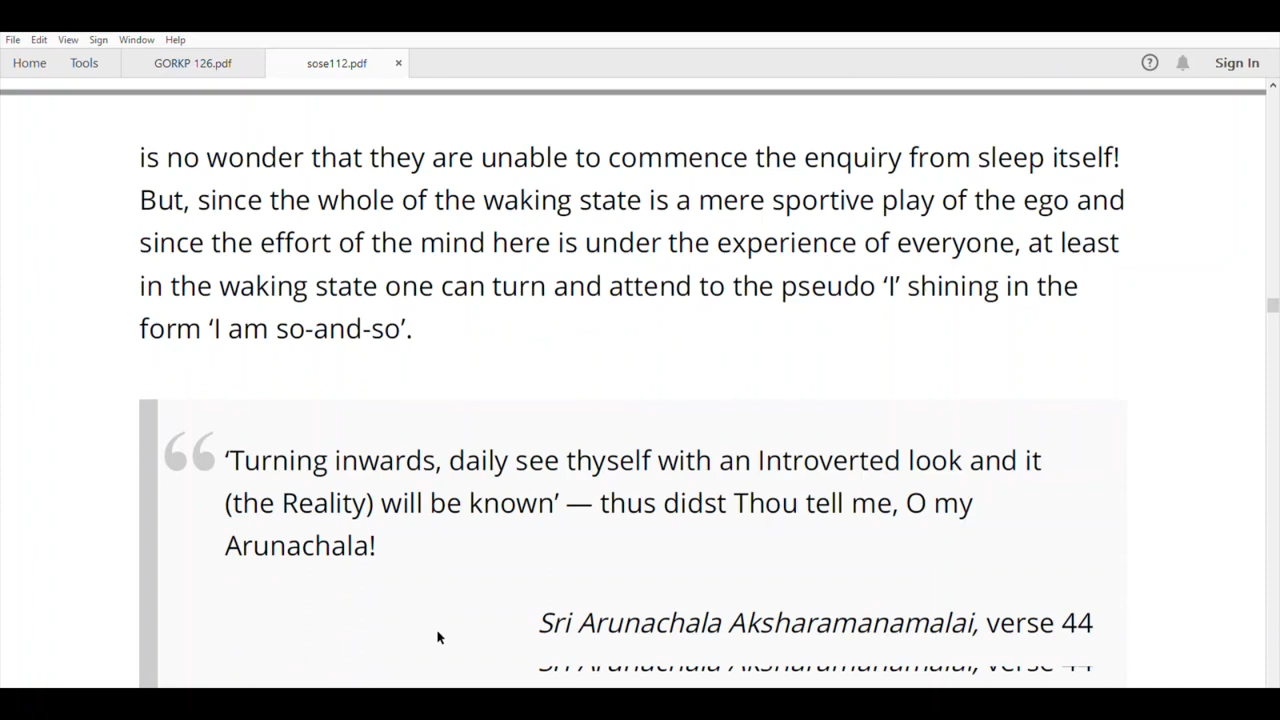 File Edit View Sign Window Help
Home Tools GORKP 126.pdf sose112.pdf × ? Sign In
is no wonder that they are unable to commence the enquiry from sleep itself!
But, since the whole of the waking state is a mere sportive play of the ego and
since the effort of the mind here is under the experience of everyone, at least
in the waking state one can turn and attend to the pseudo ‘I’ shining in the
form ‘I am so-and-so’.
“
‘Turning inwards, daily see thyself with an Introverted look and it
(the Reality) will be known’ — thus didst Thou tell me, O my
Arunachala!
Sri Arunachala Aksharamanamalai, verse 44
Sri Arunachala Aksharamanamalai, verse 44